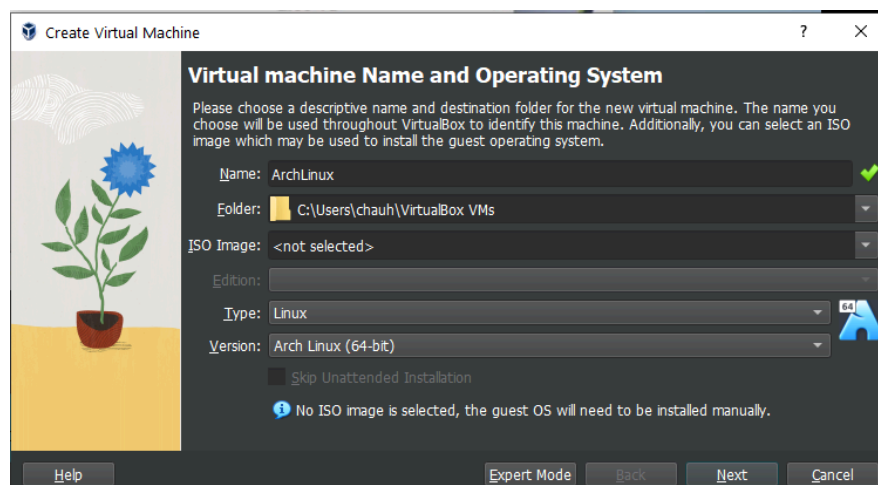 Create Virtual Machine
?
Virtual machine Name and Operating System
Please choose a descriptive name and destination folder for the new virtual machine. The name you
choose will be used throughout VirtualBox to identify this machine. Additionally, you can select an ISO
image which may be used to install the guest operating system.
Name: ArchLinux
Folder: C:\Users\chauh\VirtualBox VMs
ISO Image: <not selected>
Edition:
Type: Linux
64
Version: Arch Linux (64-bit)
Skip Unattended Installation
No ISO image is selected, the guest OS will need to be installed manually.
Help Expert Mode Back Next Cancel